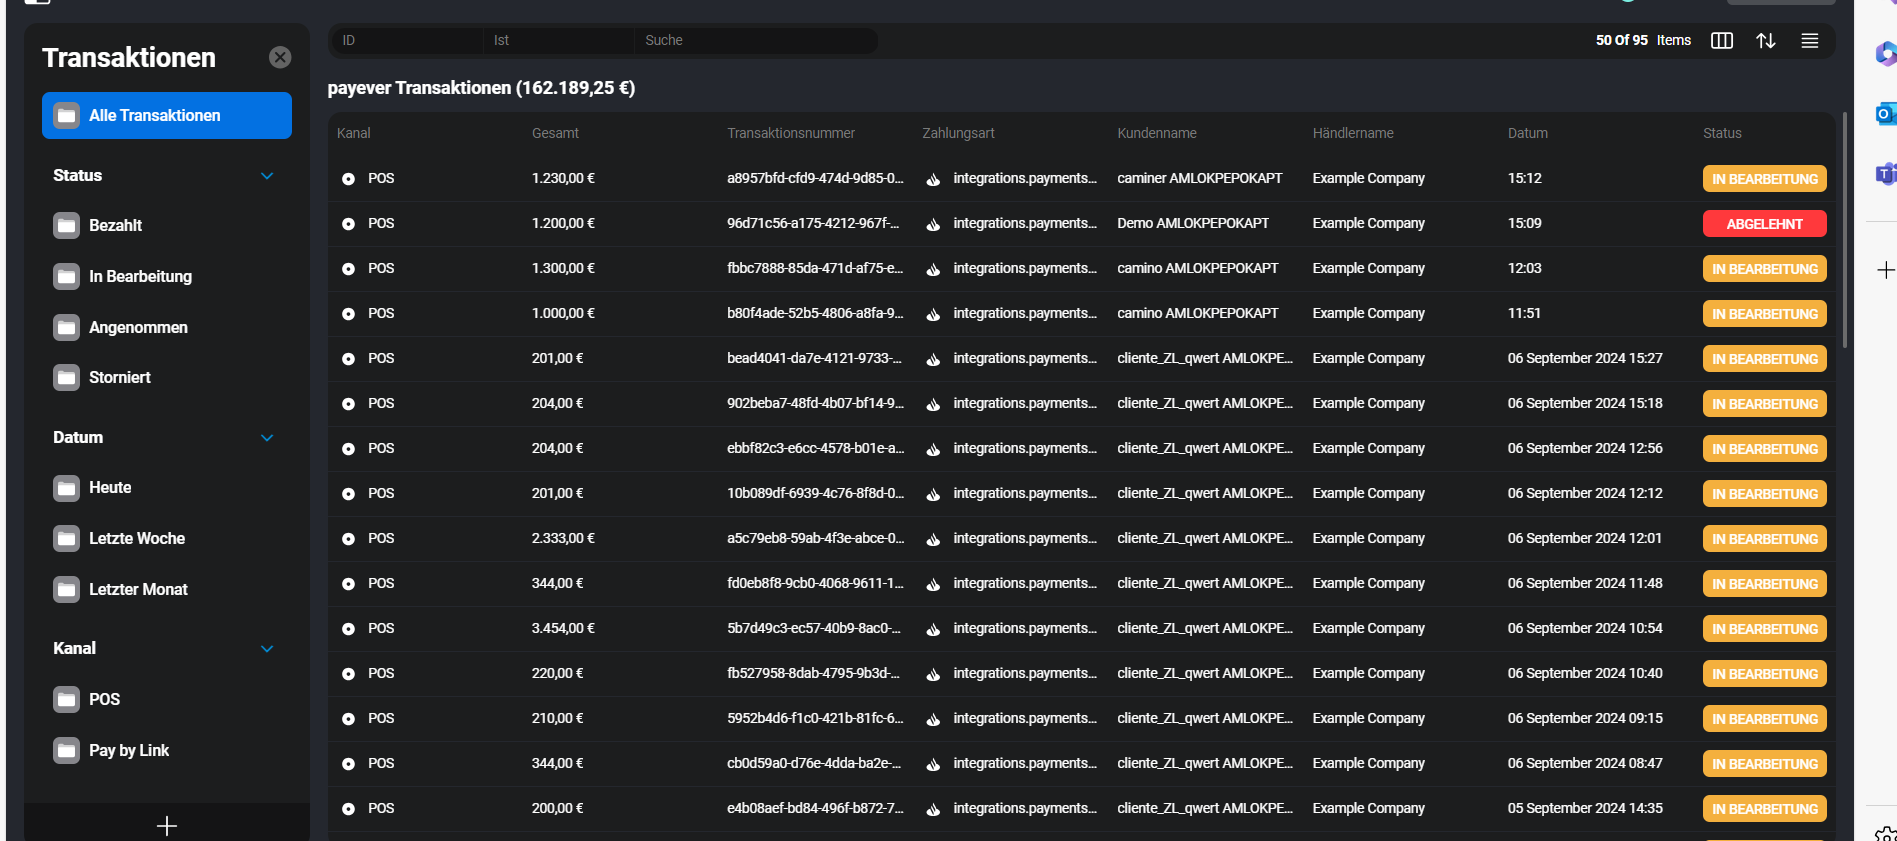 Transaktionen
Alle Transaktionen
Status
Bezahlt
In Bearbeitung
Angenommen
Storniert
Datum
Heute
Letzte Woche
Letzter Monat
Kanal
POS
Pay by Link
ID Ist Suche 50 Of 95 Items
payever Transaktionen (162.189,25 €)
Kanal Gesamt Transaktionsnummer Zahlungsart Kundenname Händlername Datum Status
POS 1.230,00 € a8957bfd-cfd9-474d-9d85-0... integrations.payments... caminer AMLOKPEPOKAPT Example Company 15:12 IN BEARBEITUNG
POS 1.200,00 € 96d71c56-a175-4212-967f-... integrations.payments... Demo AMLOKPEPOKAPT Example Company 15:09 ABGELEHNT
POS 1.300,00 € fbbc7888-85da-471d-af75-e... integrations.payments... camino AMLOKPEPOKAPT Example Company 12:03 IN BEARBEITUNG
POS 1.000,00 € b80f4ade-52b5-4806-a8fa-9... integrations.payments... camino AMLOKPEPOKAPT Example Company 11:51 IN BEARBEITUNG
POS 201,00 € bead4041-da7e-4121-9733-... integrations.payments... cliente_ZL_qwert AMLOKPE... Example Company 06 September 2024 15:27 IN BEARBEITUNG
POS 204,00 € 902beba7-48fd-4b07-bf14-9... integrations.payments... cliente_ZL_qwert AMLOKPE... Example Company 06 September 2024 15:18 IN BEARBEITUNG
POS 204,00 € ebbf82c3-e6cc-4578-b01e-a... integrations.payments... cliente_ZL_qwert AMLOKPE... Example Company 06 September 2024 12:56 IN BEARBEITUNG
POS 201,00 € 10b089df-6939-4c76-8f8d-0... integrations.payments... cliente_ZL_qwert AMLOKPE... Example Company 06 September 2024 12:12 IN BEARBEITUNG
POS 2.333,00 € a5c79eb8-59ab-4f3e-abce-0... integrations.payments... cliente_ZL_qwert AMLOKPE... Example Company 06 September 2024 12:01 IN BEARBEITUNG
POS 344,00 € fd0eb8f8-9cb0-4068-9611-1... integrations.payments... cliente_ZL_qwert AMLOKPE... Example Company 06 September 2024 11:48 IN BEARBEITUNG
POS 3.454,00 € 5b7d49c3-ec57-40b9-8ac0-... integrations.payments... cliente_ZL_qwert AMLOKPE... Example Company 06 September 2024 10:54 IN BEARBEITUNG
POS 220,00 € fb527958-8dab-4795-9b3d-... integrations.payments... cliente_ZL_qwert AMLOKPE... Example Company 06 September 2024 10:40 IN BEARBEITUNG
POS 210,00 € 5952b4d6-f1c0-421b-81fc-6... integrations.payments... cliente_ZL_qwert AMLOKPE... Example Company 06 September 2024 09:15 IN BEARBEITUNG
POS 344,00 € cb0d59a0-d76e-4dda-ba2e-... integrations.payments... cliente_ZL_qwert AMLOKPE... Example Company 06 September 2024 08:47 IN BEARBEITUNG
POS 200,00 € e4b08aef-bd84-496f-b872-7... integrations.payments... cliente_ZL_qwert AMLOKPE... Example Company 05 September 2024 14:35 IN BEARBEITUNG